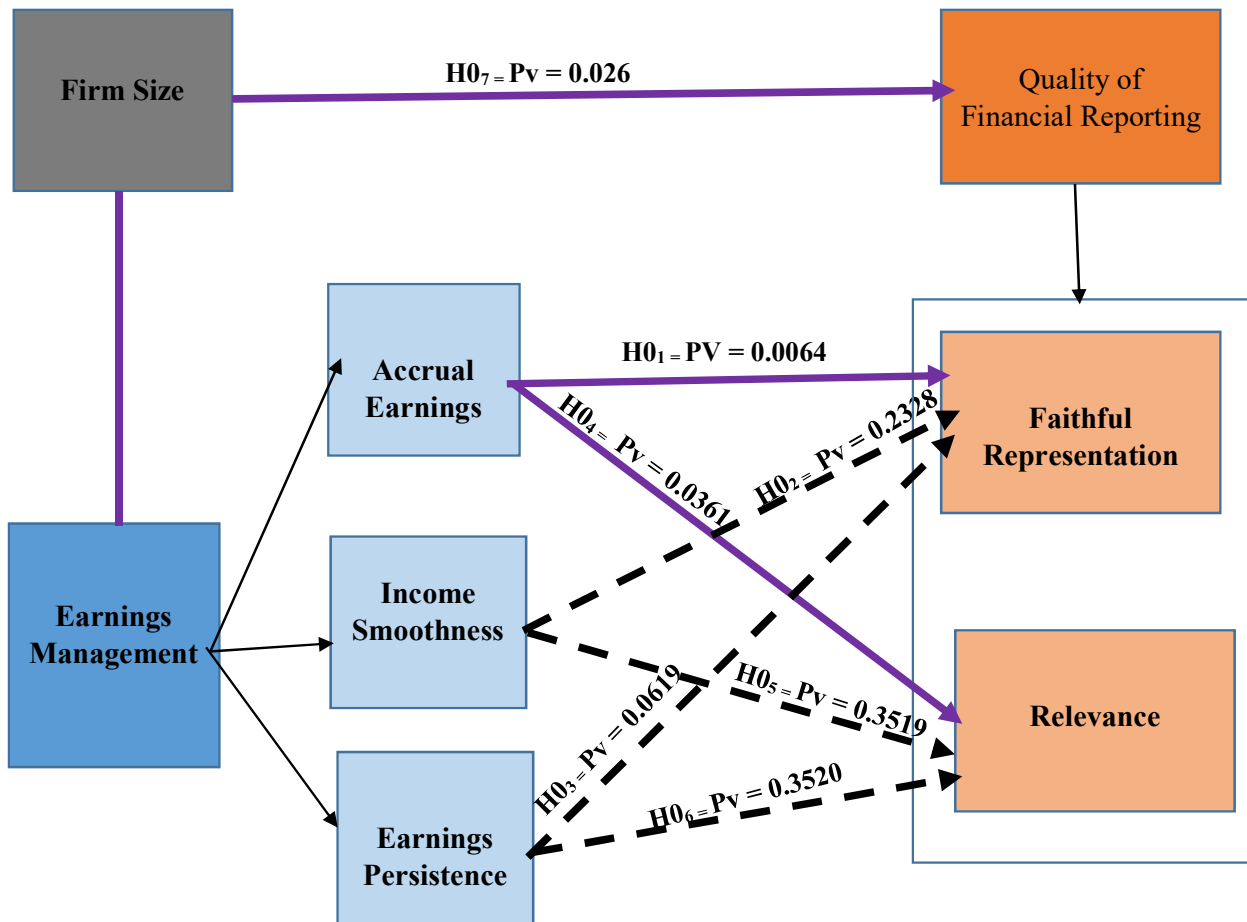 Firm Size
H0₇ = Pv = 0.026
Quality of
Financial Reporting
Accrual
Earnings
H0₁ = PV = 0.0064
H0₄ = Pv = 0.0361
H0₂ = Pv = 0.2328
Faithful
Representation
Earnings
Management
Income
Smoothness
H0₅ = Pv = 0.3519
H0₃ = Pv = 0.0619
Relevance
Earnings
Persistence
H0₆ = Pv = 0.3520